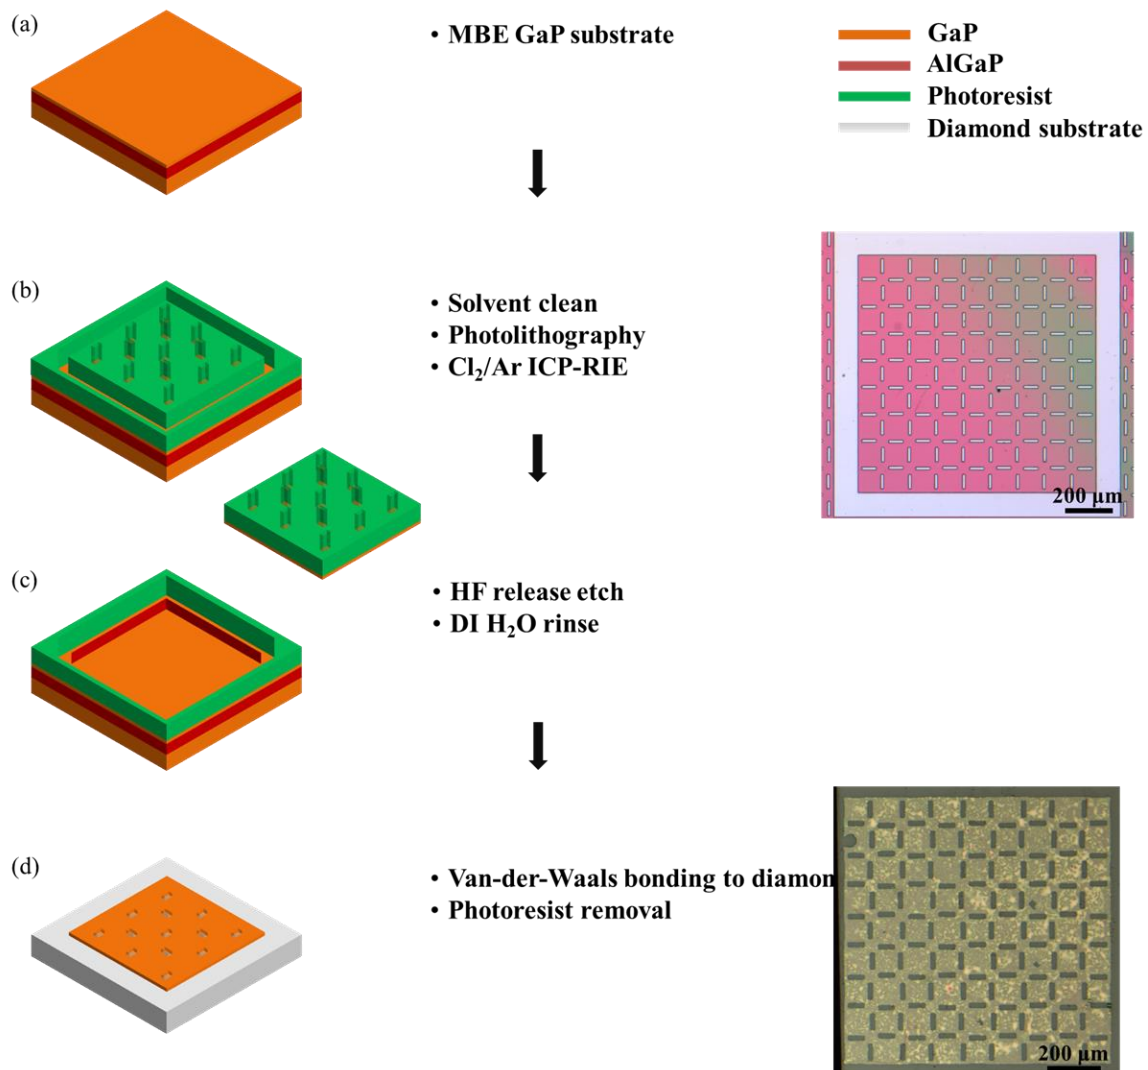 (a)
• MBE GaP substrate
GaP
AlGaP
Photoresist
Diamond substrate
(b)
• Solvent clean
• Photolithography
• Cl₂/Ar ICP-RIE
200 μm
(c)
• HF release etch
• DI H₂O rinse
(d)
• Van-der-Waals bonding to diamon
• Photoresist removal
200 μm